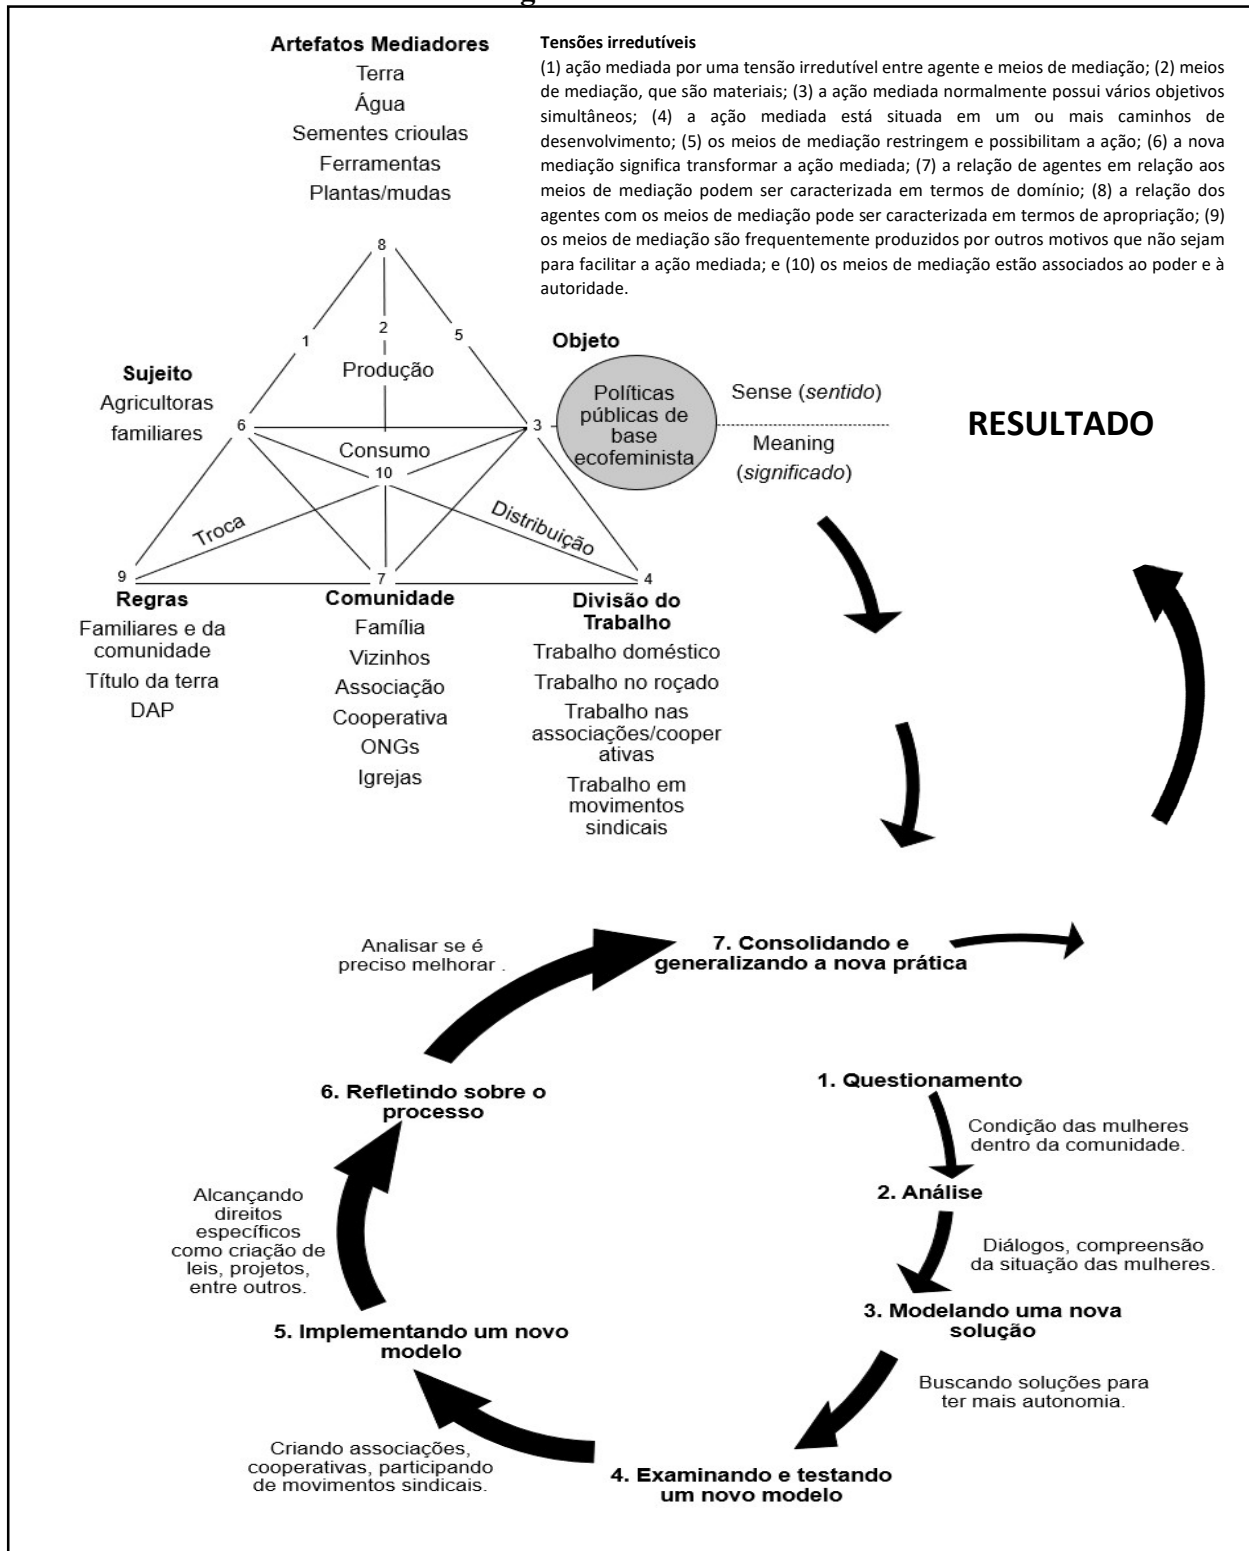 Artefatos Mediadores
Terra
Água
Sementes crioulas
Ferramentas
Plantas/mudas
Tensões irredutíveis
(1) ação mediada por uma tensão irredutível entre agente e meios de mediação; (2) meios
de mediação, que são materiais; (3) a ação mediada normalmente possui vários objetivos
simultâneos; (4) a ação mediada está situada em um ou mais caminhos de
desenvolvimento; (5) os meios de mediação restringem e possibilitam a ação; (6) a nova
mediação significa transformar a ação mediada; (7) a relação de agentes em relação aos
meios de mediação podem ser caracterizada em termos de domínio; (8) a relação dos
agentes com os meios de mediação pode ser caracterizada em termos de apropriação; (9)
os meios de mediação são frequentemente produzidos por outros motivos que não sejam
para facilitar a ação mediada; e (10) os meios de mediação estão associados ao poder e à
autoridade.
8
1
2
5
Produção
Sujeito
Agricultoras
familiares
6
3
Consumo
10
Troca
Distribuição
9
7
4
Objeto
Políticas
públicas de
base
ecofeminista
Sense (sentido)
Meaning
(significado)
RESULTADO
Regras
Familiares e da
comunidade
Título da terra
DAP
Comunidade
Família
Vizinhos
Associação
Cooperativa
ONGs
Igrejas
Divisão do
Trabalho
Trabalho doméstico
Trabalho no roçado
Trabalho nas
associações/cooper
ativas
Trabalho em
movimentos
sindicais
1. Questionamento
Condição das mulheres
dentro da comunidade.
2. Análise
Diálogos, compreensão
da situação das mulheres.
3. Modelando uma nova
solução
Buscando soluções para
ter mais autonomia.
4. Examinando e testando
um novo modelo
Criando associações,
cooperativas, participando
de movimentos sindicais.
5. Implementando um novo
modelo
Alcançando
direitos
específicos
como criação de
leis, projetos,
entre outros.
6. Refletindo sobre o
processo
Analisar se é
preciso melhorar .
7. Consolidando e
generalizando a nova prática